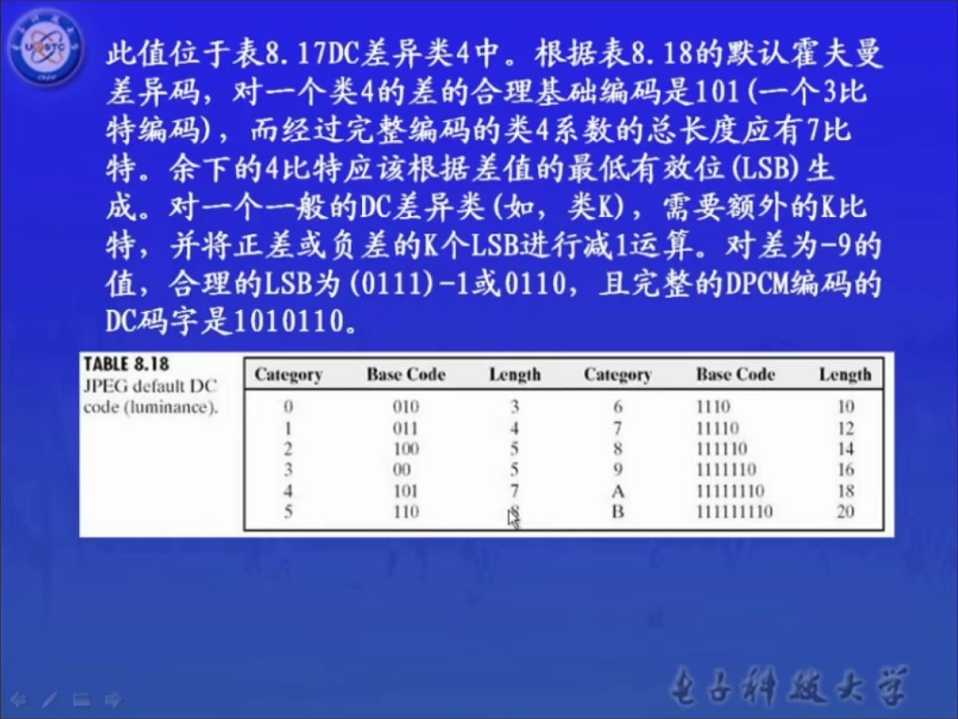 此值位于表8.17DC差异类4中。根据表8.18的默认霍夫曼
差异码，对一个类4的差的合理基础编码是101(一个3比
特编码)，而经过完整编码的类4系数的总长度应有7比
特。余下的4比特应该根据差值的最低有效位(LSB)生
成。对一个一般的DC差异类(如，类K)，需要额外的K比
特，并将正差或负差的K个LSB进行减1运算。对差为-9的
值，合理的LSB为(0111)-1或0110，且完整的DPCM编码的
DC码字是1010110。
TABLE 8.18
JPEG default DC
code (luminance).
Category Base Code Length Category Base Code Length
0 010 3 6 1110 10
1 011 4 7 11110 12
2 100 5 8 111110 14
3 00 5 9 1111110 16
4 101 7 A 11111110 18
5 110 B 111111110 20
电子科技大学